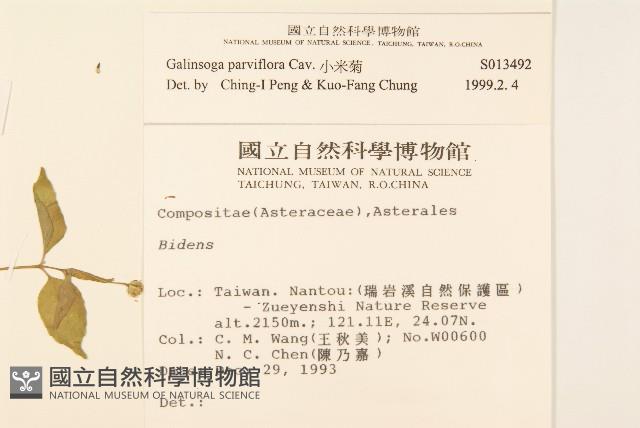 國立自然科學博物館
NATIONAL MUSEUM OF NATURAL SCIENCE, TAICHUNG, TAIWAN, R.O.CHINA
Galinsoga parviflora Cav. 小米菊 S013492
Det. by Ching-I Peng & Kuo-Fang Chung 1999.2. 4
國立自然科學博物館
NATIONAL MUSEUM OF NATURAL SCIENCE
TAICHUNG, TAIWAN, R.O.CHINA
Compositae(Asteraceae),Asterales
Bidens
Loc.: Taiwan. Nantou:(瑞岩溪自然保護區)
- Zueyenshi Nature Reserve
alt.2150m.; 121.11E, 24.07N.
Col.: C. M. Wang(王秋美); No.W00600
N. C. Chen(陳乃嘉)
29, 1993
Det.:
國立自然科學博物館
NATIONAL MUSEUM OF NATURAL SCIENCE